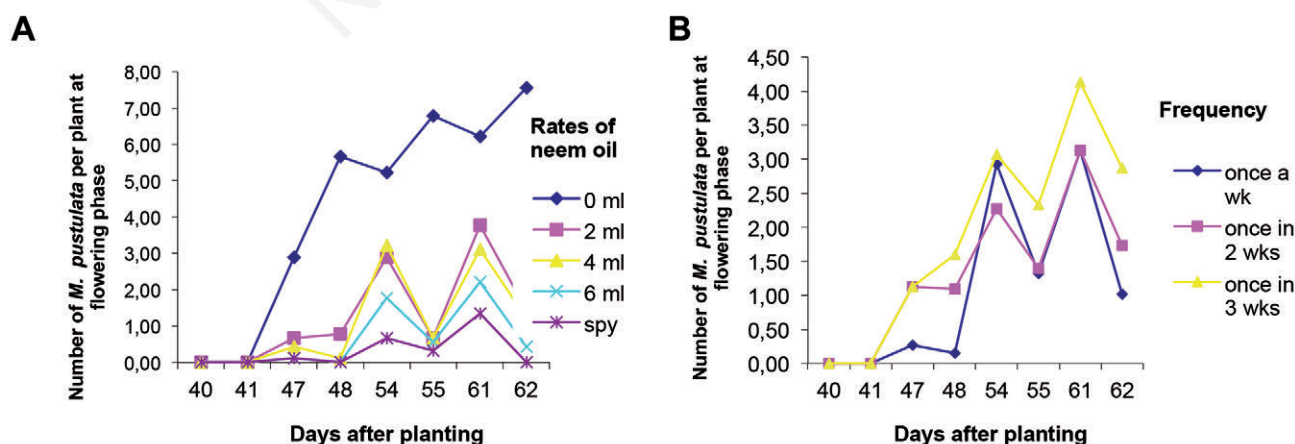 A
Number of M. pustulata per plant at
flowering phase
8,00
7,00
6,00
5,00
4,00
3,00
2,00
1,00
0,00
40 41 47 48 54 55 61 62
Days after planting
Rates of
neem oil
0 ml
2 ml
4 ml
6 ml
spy
B
Number of M. pustulata per plant at
flowering phase
4,50
4,00
3,50
3,00
2,50
2,00
1,50
1,00
0,50
0,00
40 41 47 48 54 55 61 62
Days after planting
Frequency
once a
wk
once in
2 wks
once in
3 wks